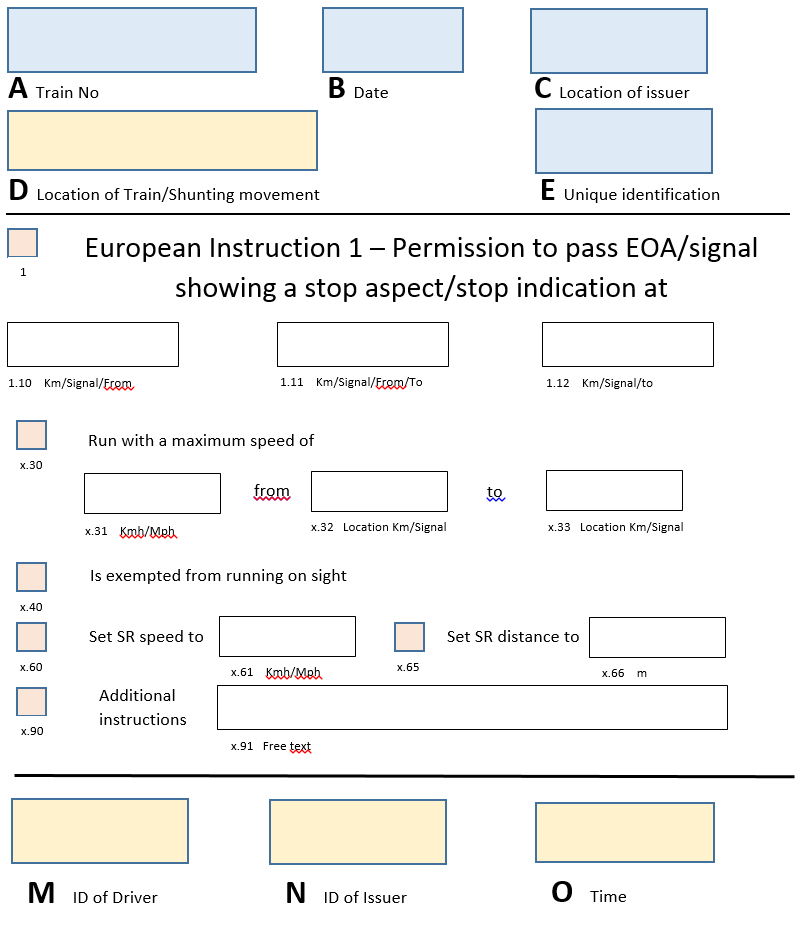 A Train No
B Date
C Location of issuer
D Location of Train/Shunting movement
E Unique identification
European Instruction 1 – Permission to pass EOA/signal
showing a stop aspect/stop indication at
1
1.10 Km/Signal/From
1.11 Km/Signal/From/To
1.12 Km/Signal/to
Run with a maximum speed of
x.30
from
to
x.31 Kmh/Mph
x.32 Location Km/Signal
x.33 Location Km/Signal
Is exempted from running on sight
x.40
Set SR speed to
Set SR distance to
x.60
x.61 Kmh/Mph
x.65
x.66 m
Additional
instructions
x.90
x.91 Free text
M ID of Driver
N ID of Issuer
O Time